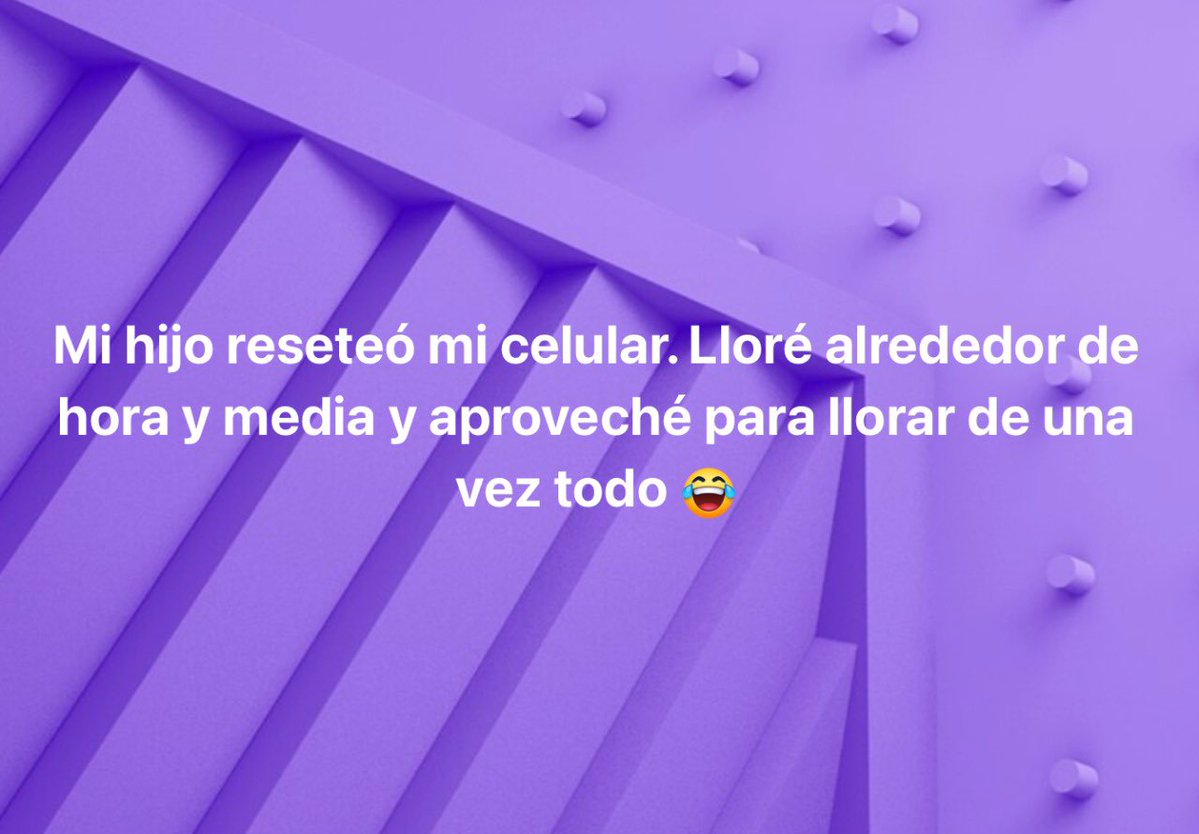 Mi hijo reseteó mi celular. Lloré alrededor de
hora y media y aproveché para llorar de una
vez todo 😂